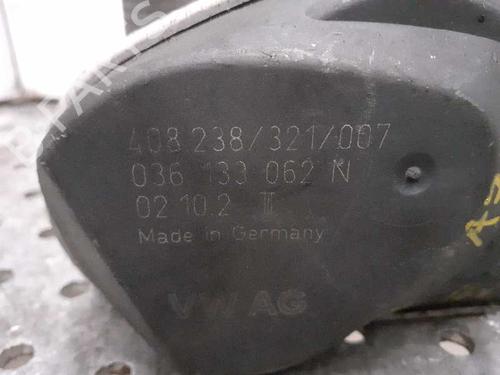 408 238/321/007
036 133 062 N
02 10.2 II
Made in Germany
VW AG